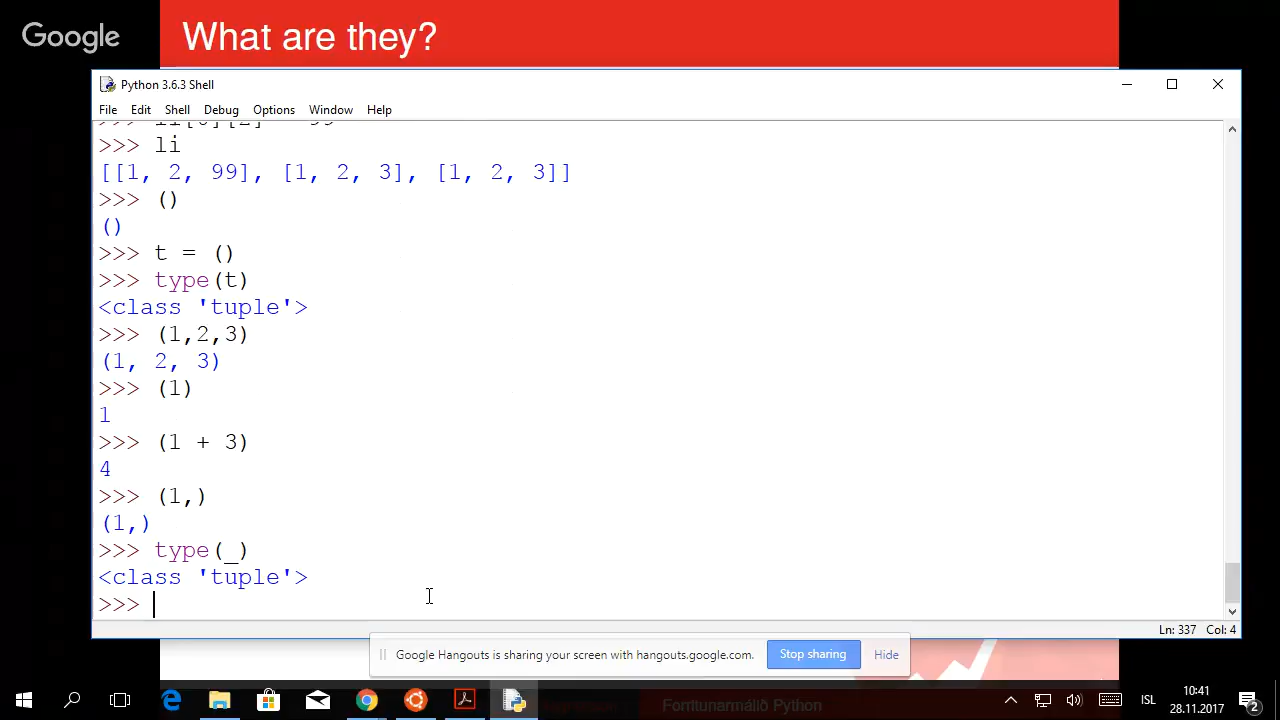 Google
What are they?
Python 3.6.3 Shell
File Edit Shell Debug Options Window Help
>>> li
[[1, 2, 99], [1, 2, 3], [1, 2, 3]]
>>> ()
()
>>> t = ()
>>> type(t)
<class 'tuple'>
>>> (1,2,3)
(1, 2, 3)
>>> (1)
1
>>> (1 + 3)
4
>>> (1,)
(1,)
>>> type(_)
<class 'tuple'>
>>>
Ln: 337 Col: 4
Google Hangouts is sharing your screen with hangouts.google.com. Stop sharing Hide
Forritunarmálið Python
ISL
10:41
28.11.2017
2